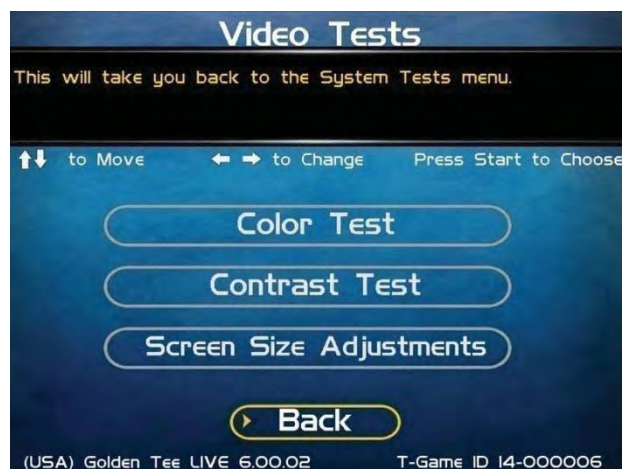 Video Tests
This will take you back to the System Tests menu.
to Move to Change Press Start to Choose
Color Test
Contrast Test
Screen Size Adjustments
Back
(USA) Golden Tee LIVE 6.00.02 T-Game ID 14-000006